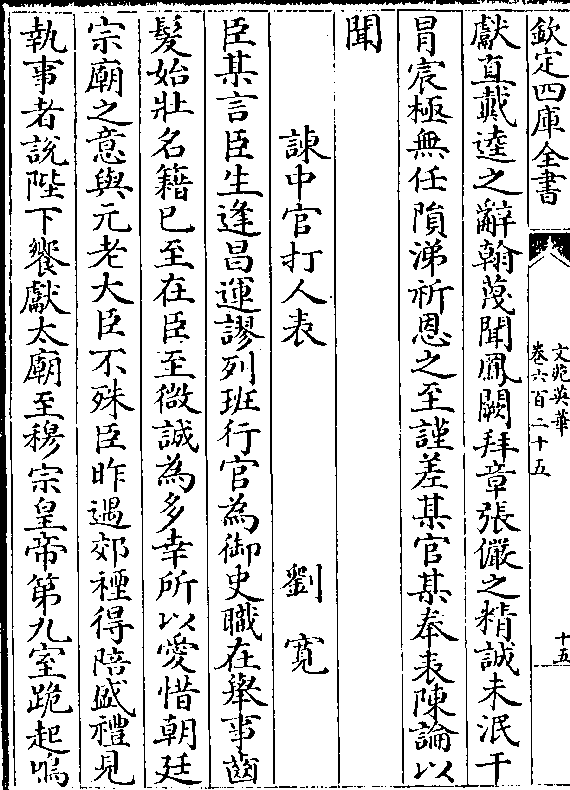 欽定四庫全書
文苑英華
卷六百二十五
十五
獻直戴逵之辭翰蔑聞鳳闕拜章張儼之精誠未泯干
冒宸極無任隕涕祈恩之至謹差某官某奉表陳論以
聞
諫中官打人表 劉寛
臣某言臣生逢昌運謬列班行官為御史職在舉事齒
髮始壯名籍已至在臣至微誠為多幸所以愛惜朝廷
宗廟之意與元老大臣不殊臣昨遇郊禋得陪盛禮見
執事者說陛下饗獻太廟至穆宗皇帝第九室跪起嗚